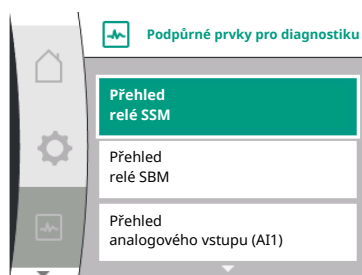 Podpůrné prvky pro diagnostiku
Přehled
relé SSM
Přehled
relé SBM
Přehled
analogového vstupu (AI1)